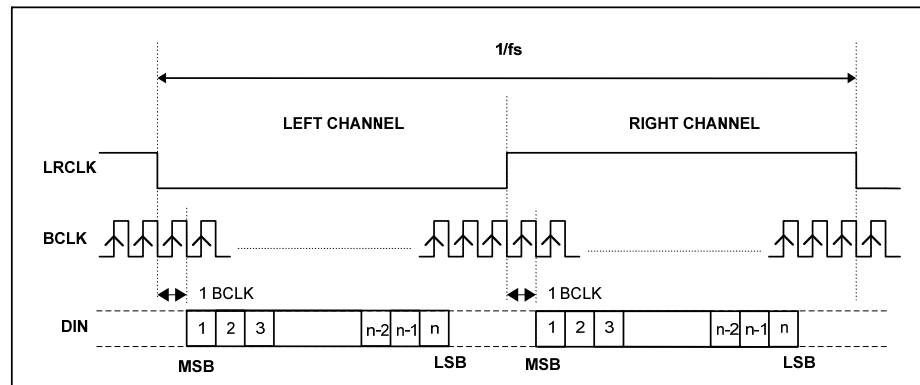 1/fs
LEFT CHANNEL RIGHT CHANNEL
LRCLK
BCLK
1 BCLK 1 BCLK
DIN 1 2 3 n-2 n-1 n 1 2 3 n-2 n-1 n
MSB LSB MSB LSB